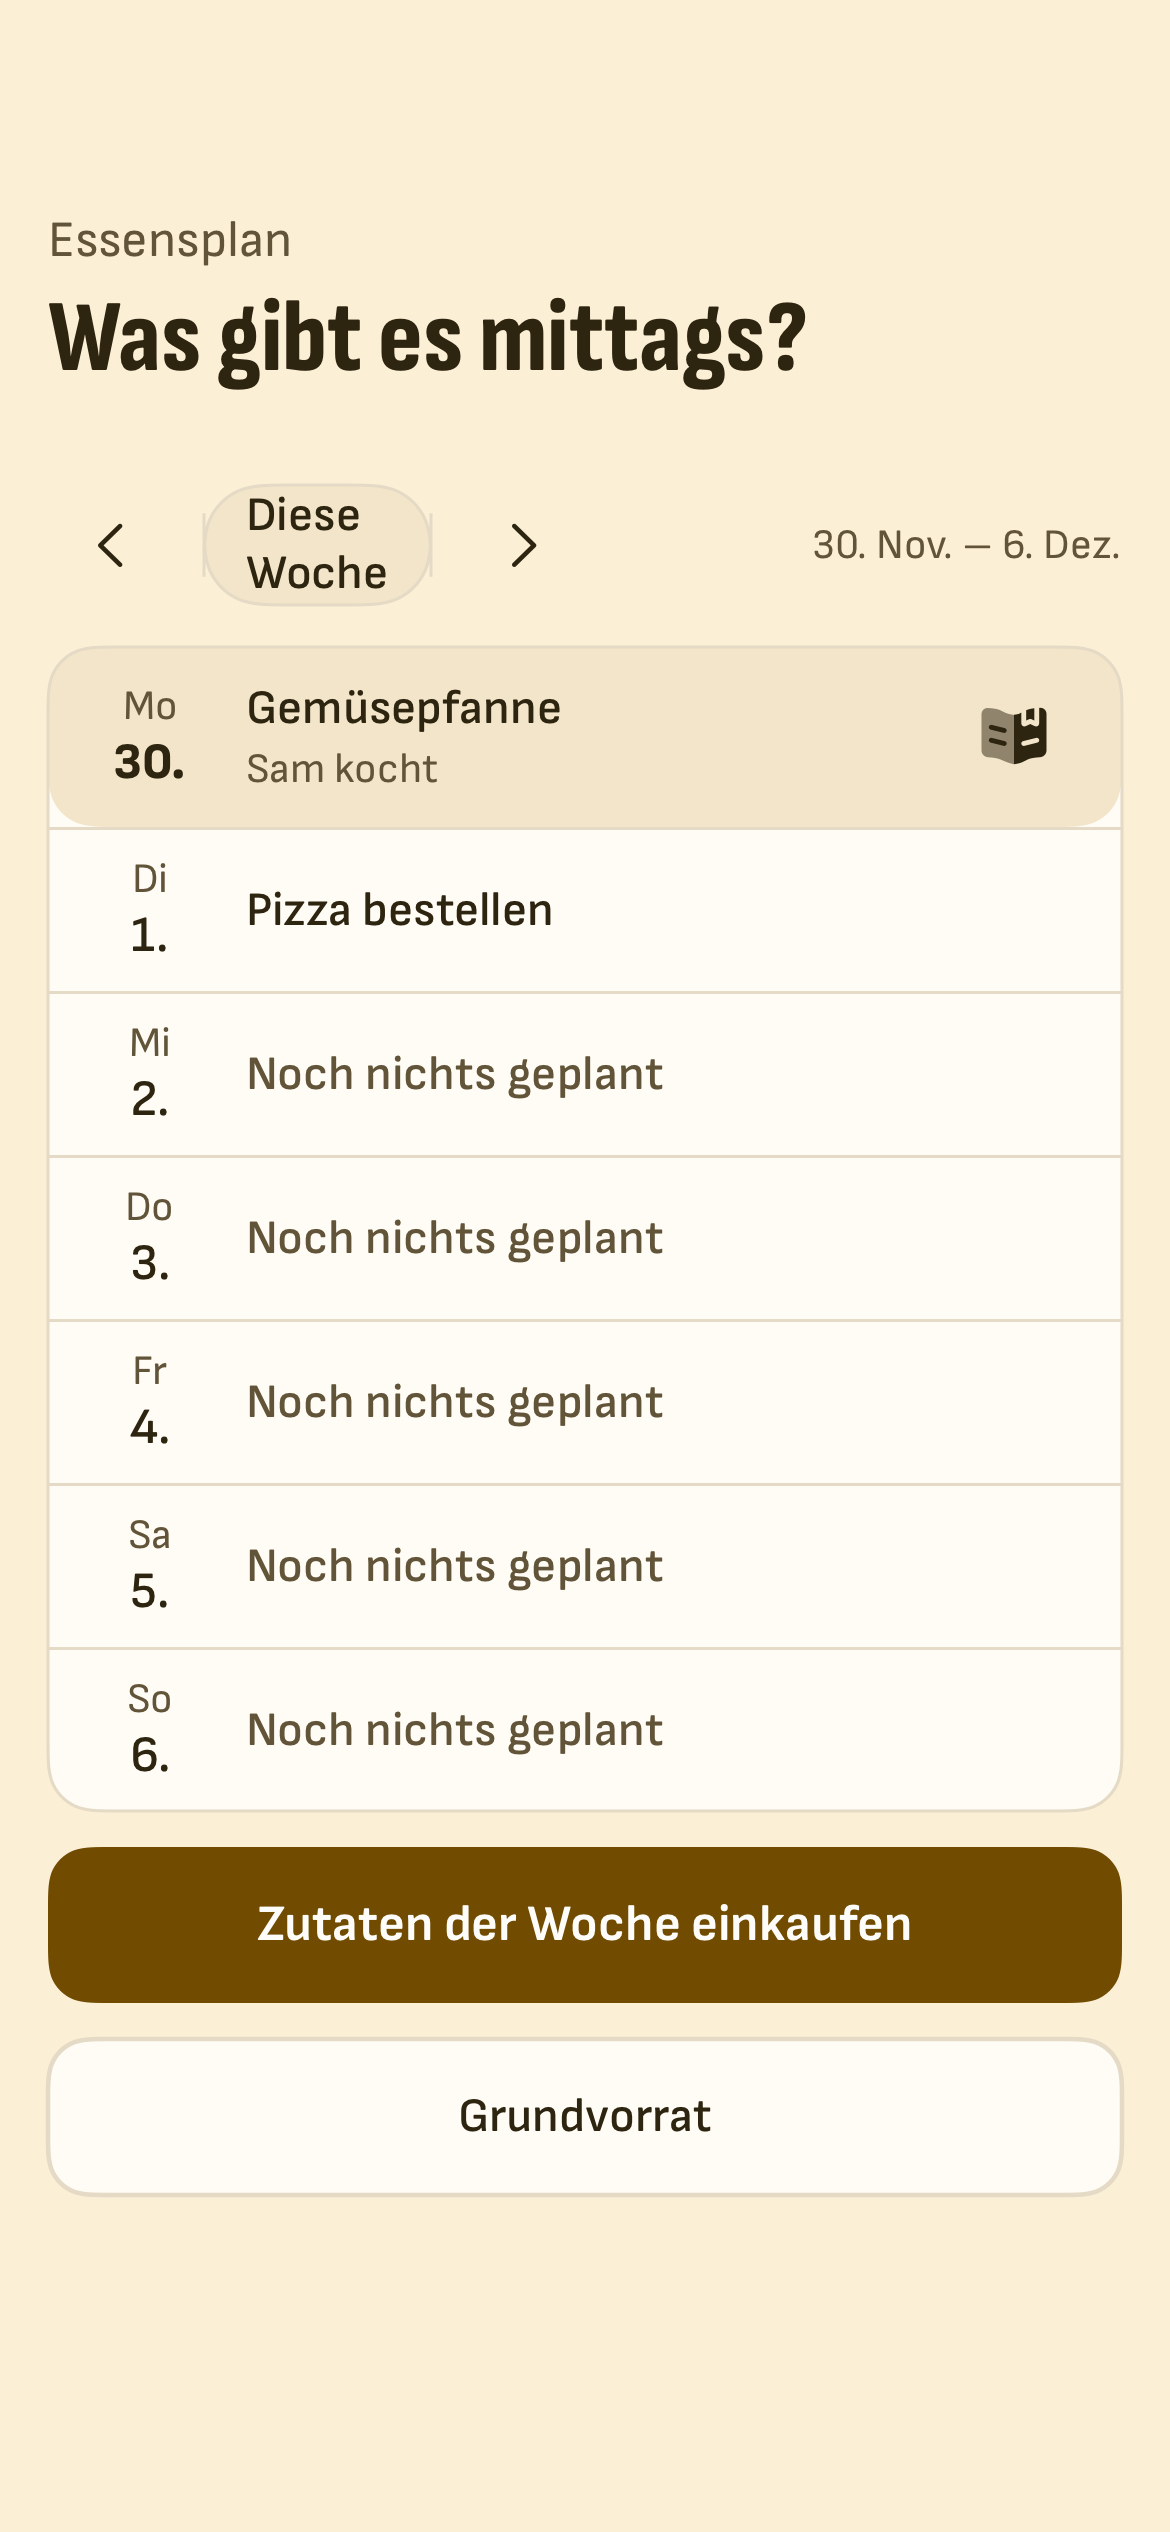 Essensplan
Was gibt es mittags?
Diese
Woche
30. Nov. – 6. Dez.
Mo
30.
Gemüsepfanne
Sam kocht
Di
1.
Pizza bestellen
Mi
2.
Noch nichts geplant
Do
3.
Noch nichts geplant
Fr
4.
Noch nichts geplant
Sa
5.
Noch nichts geplant
So
6.
Noch nichts geplant
Zutaten der Woche einkaufen
Grundvorrat